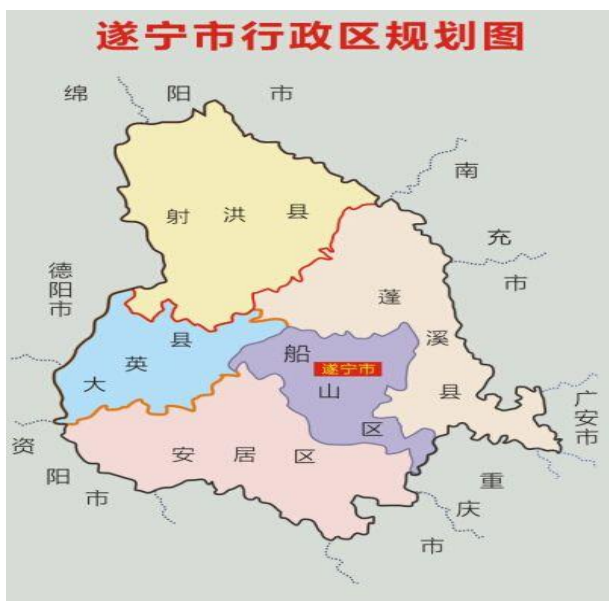 遂宁市行政区规划图
绵阳市
南充市
射洪县
德阳市
蓬溪县
大英县
船山区
遂宁市
安居区
广安市
资阳市
重庆市